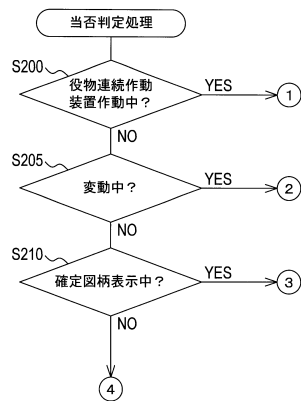 当否判定処理
S200
役物連続作動
装置作動中？
YES
1
NO
S205
変動中？
YES
2
NO
S210
確定図柄表示中？
YES
3
NO
4